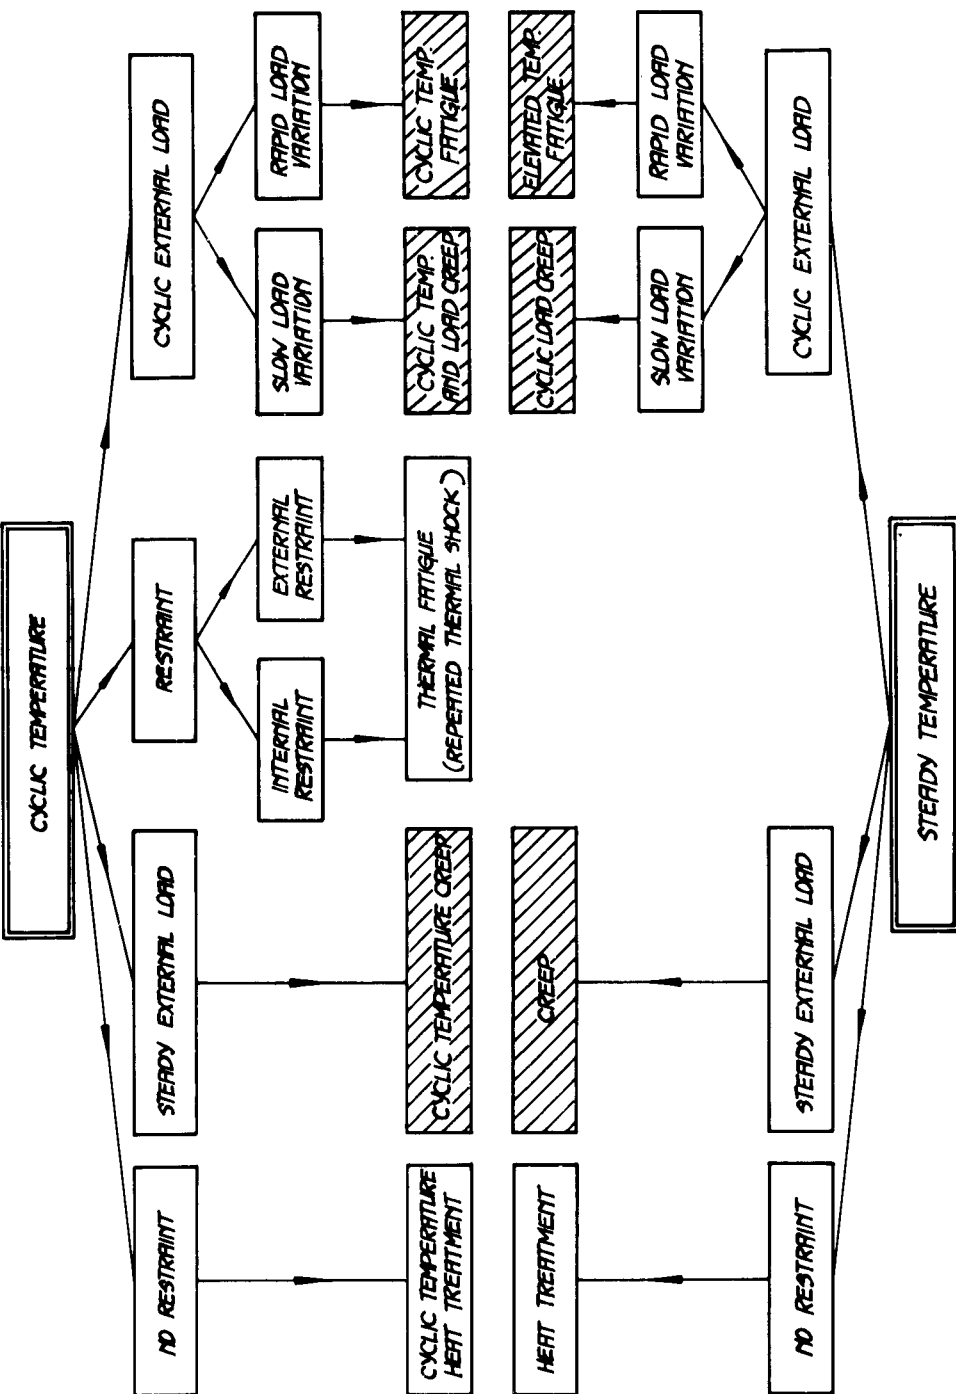 CYCLIC TEMPERATURE
NO RESTRAINT
STEADY EXTERNAL LOAD
RESTRAINT
CYCLIC EXTERNAL LOAD
INTERNAL
RESTRAINT
EXTERNAL
RESTRAINT
SLOW LOAD
VARIATION
RAPID LOAD
VARIATION
CYCLIC TEMPERATURE
HEAT TREATMENT
CYCLIC TEMPERATURE CREEP
THERMAL FATIGUE
(REPEATED THERMAL SHOCK)
CYCLIC TEMP.
AND LOAD CREEP
CYCLIC TEMP.
FATIGUE
HEAT TREATMENT
CREEP
CYCLIC LOAD CREEP
ELEVATED TEMP.
FATIGUE
SLOW LOAD
VARIATION
RAPID LOAD
VARIATION
NO RESTRAINT
STEADY EXTERNAL LOAD
CYCLIC EXTERNAL LOAD
STEADY TEMPERATURE